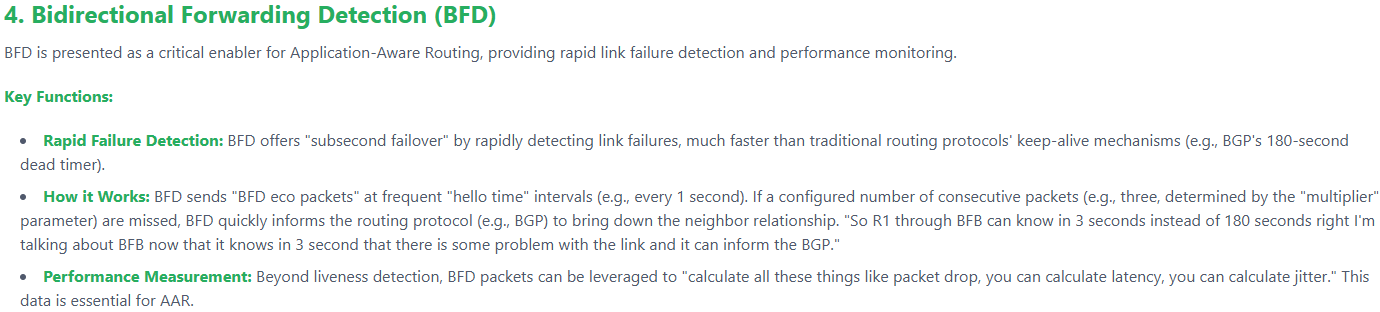 4. Bidirectional Forwarding Detection (BFD)
BFD is presented as a critical enabler for Application-Aware Routing, providing rapid link failure detection and performance monitoring.
Key Functions:
• Rapid Failure Detection: BFD offers "subsecond failover" by rapidly detecting link failures, much faster than traditional routing protocols' keep-alive mechanisms (e.g., BGP's 180-second
dead timer).
• How it Works: BFD sends "BFD eco packets" at frequent "hello time" intervals (e.g., every 1 second). If a configured number of consecutive packets (e.g., three, determined by the "multiplier"
parameter) are missed, BFD quickly informs the routing protocol (e.g., BGP) to bring down the neighbor relationship. "So R1 through BFB can know in 3 seconds instead of 180 seconds right I'm
talking about BFB now that it knows in 3 second that there is some problem with the link and it can inform the BGP."
• Performance Measurement: Beyond liveness detection, BFD packets can be leveraged to "calculate all these things like packet drop, you can calculate latency, you can calculate jitter." This
data is essential for AAR.